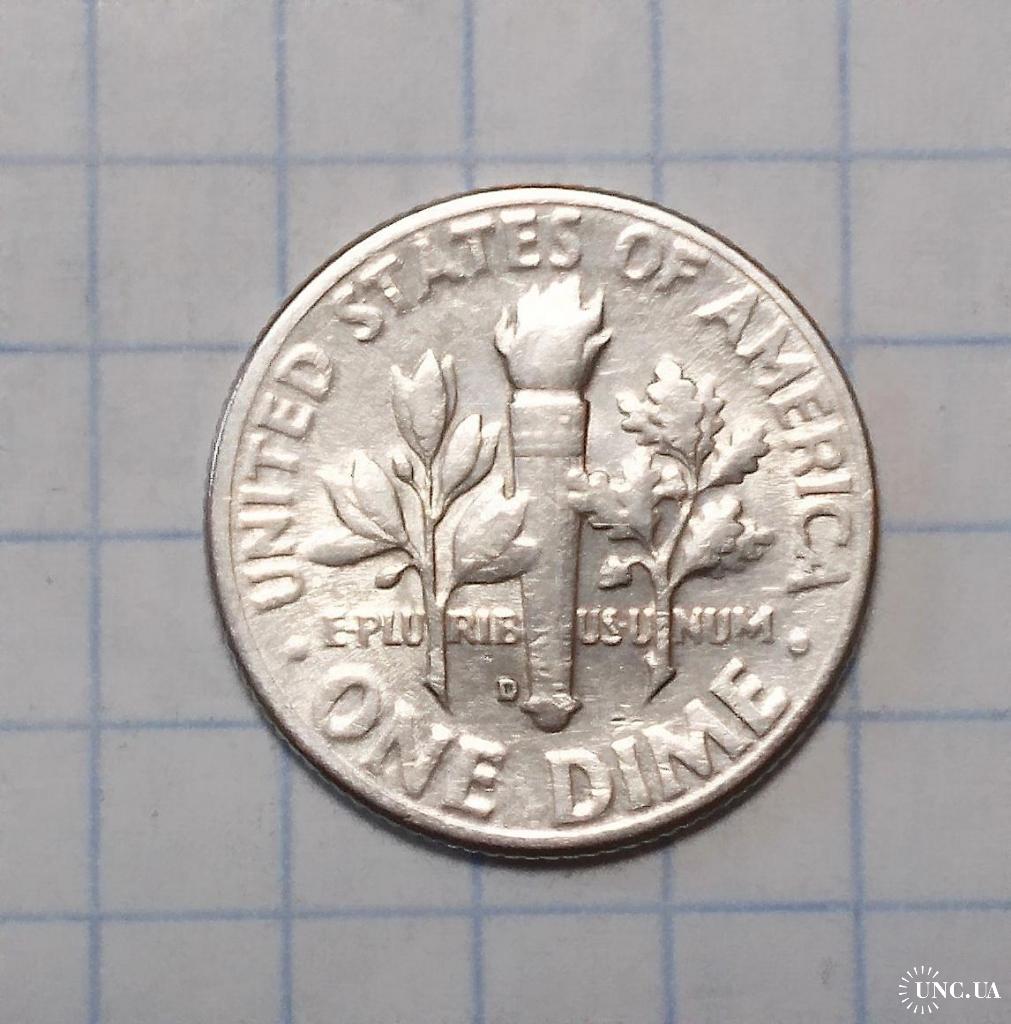 UNITED STATES OF AMERICA
E·PLURIBUS·UNUM
D
· ONE DIME ·
UNC.UA